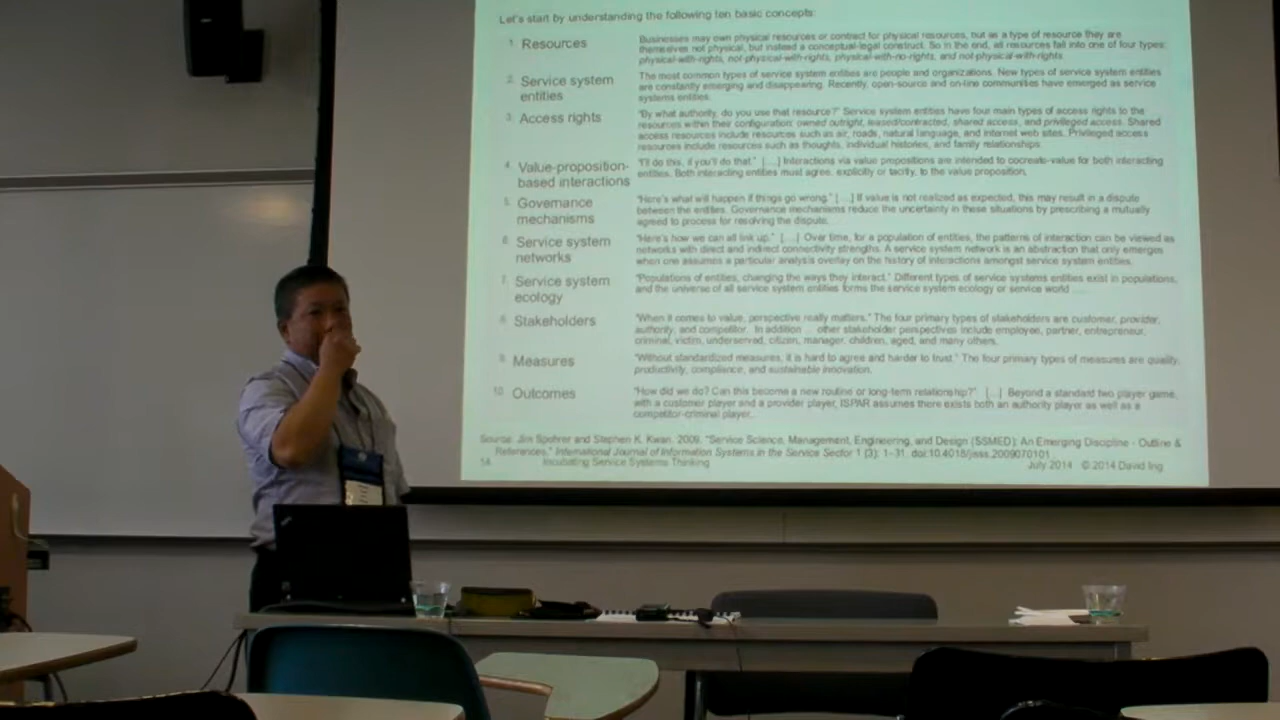 Let's start by understanding the following ten basic concepts:
1. Resources
Businesses may own physical resources or contract for physical resources, but as a type of resource they are
themselves not physical, but instead a conceptual-legal construct. So in the end, all resources fall into one of four types:
physical-with-rights, not-physical-with-rights, physical-with-no-rights, and not-physical-with-rights.
2. Service system
entities
The most common types of service system entities are people and organizations. New types of service system entities
are constantly emerging and disappearing. Recently, open-source and on-line communities have emerged as service
systems entities.
3. Access rights
"By what authority, do you use that resource?" Service system entities have four main types of access rights to the
resources within their configuration: owned outright, leased/contracted, shared access, and privileged access. Shared
access resources include resources such as air, roads, natural language, and internet web sites. Privileged access
resources include resources such as thoughts, individual histories, and family relationships.
4. Value-proposition-
based interactions
"I'll do this, if you'll do that." [....] Interactions via value propositions are intended to cocreate-value for both interacting
entities. Both interacting entities must agree, explicitly or tacitly, to the value proposition.
5. Governance
mechanisms
"Here's what will happen if things go wrong." [....] If value is not realized as expected, this may result in a dispute
between the entities. Governance mechanisms reduce the uncertainty in these situations by prescribing a mutually
agreed to process for resolving the dispute.
6. Service system
networks
"Here's how we can all link up." [....] Over time, for a population of entities, the patterns of interaction can be viewed as
networks with direct and indirect connectivity strengths. A service system network is an abstraction that only emerges
when one assumes a particular analysis overlay on the history of interactions amongst service system entities.
7. Service system
ecology
"Populations of entities, changing the ways they interact." Different types of service systems entities exist in populations,
and the universe of all service system entities forms the service system ecology or service world
8. Stakeholders
"When it comes to value, perspective really matters." The four primary types of stakeholders are customer, provider,
authority, and competitor. In addition ... other stakeholder perspectives include employee, partner, entrepreneur,
criminal, victim, underserved, citizen, manager, children, aged, and many others.
9. Measures
"Without standardized measures, it is hard to agree and harder to trust." The four primary types of measures are quality,
productivity, compliance, and sustainable innovation.
10. Outcomes
"How did we do? Can this become a new routine or long-term relationship?" [...] Beyond a standard two player game,
with a customer player and a provider player, ISPAR assumes there exists both an authority player as well as a
competitor-criminal player.
Source: Jim Spohrer and Stephen K. Kwan. 2009. "Service Science, Management, Engineering, and Design (SSMED): An Emerging Discipline - Outline &
References," International Journal of Information Systems in the Service Sector 1 (3): 1–31. doi:10.4018/jisss.2009070101.
14 Incubating Service Systems Thinking July 2014 © 2014 David Ing